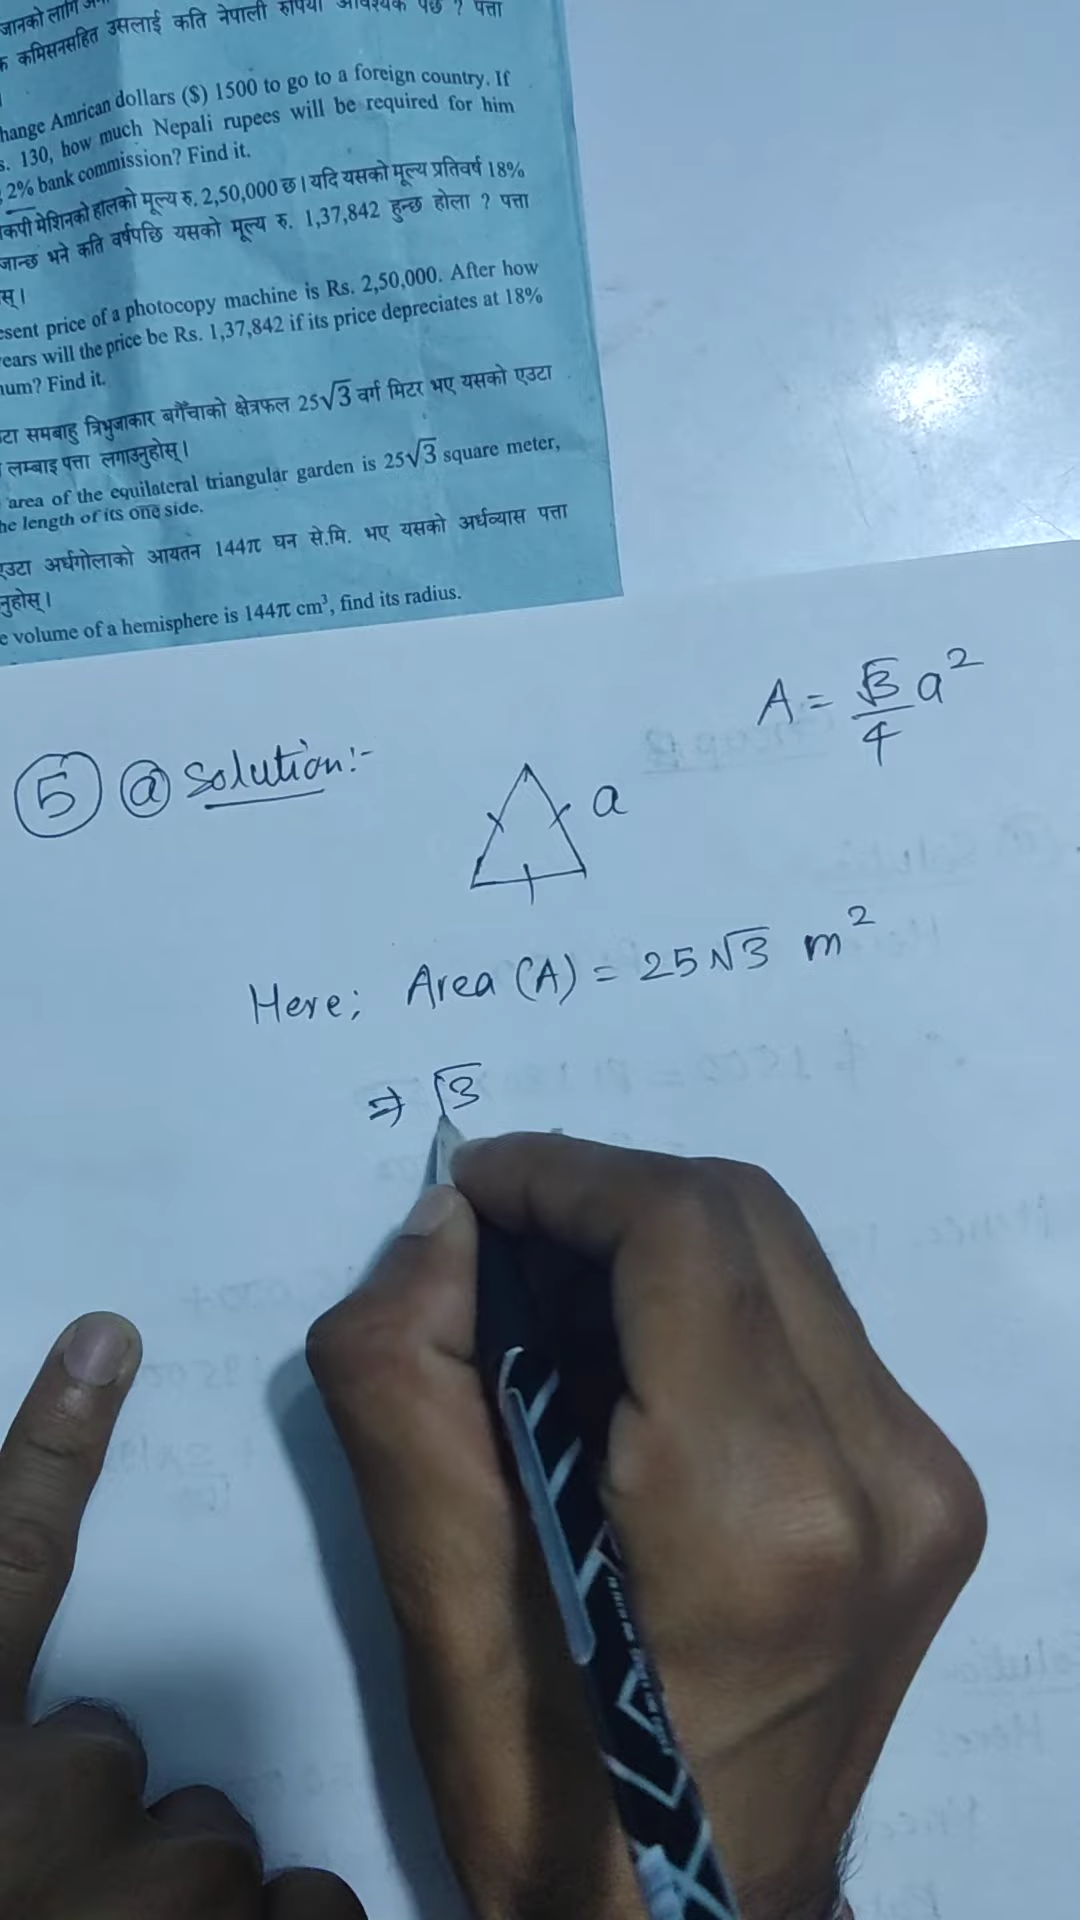 जानको लागि
कमिसनसहित उसलाई कति नेपाली रुपैयाँ आवश्यक पर्छ ? पत्ता
hange Amrican dollars ($) 1500 to go to a foreign country. If
s. 130, how much Nepali rupees will be required for him
2% bank commission? Find it.
कपी मेशिनको हालको मूल्य रु. 2,50,000 छ । यदि यसको मूल्य प्रतिवर्ष 18%
जान्छ भने कति वर्षपछि यसको मूल्य रु. 1,37,842 हुन्छ होला ? पत्ता
स् ।
esent price of a photocopy machine is Rs. 2,50,000. After how
ears will the price be Rs. 1,37,842 if its price depreciates at 18%
num? Find it.
टा समबाहु त्रिभुजाकार बगैँचाको क्षेत्रफल 25√3 वर्ग मिटर भए यसको एउटा
लम्बाइ पत्ता लगाउनुहोस् ।
area of the equilateral triangular garden is 25√3 square meter,
he length of its one side.
एउटा अर्धगोलाको आयतन 144π घन से.मि. भए यसको अर्धव्यास पत्ता
नुहोस् ।
e volume of a hemisphere is 144π cm³, find its radius.
A = √3/4 a²
5 a Solution:-
a
Here; Area (A) = 25√3 m²
⇒ √3